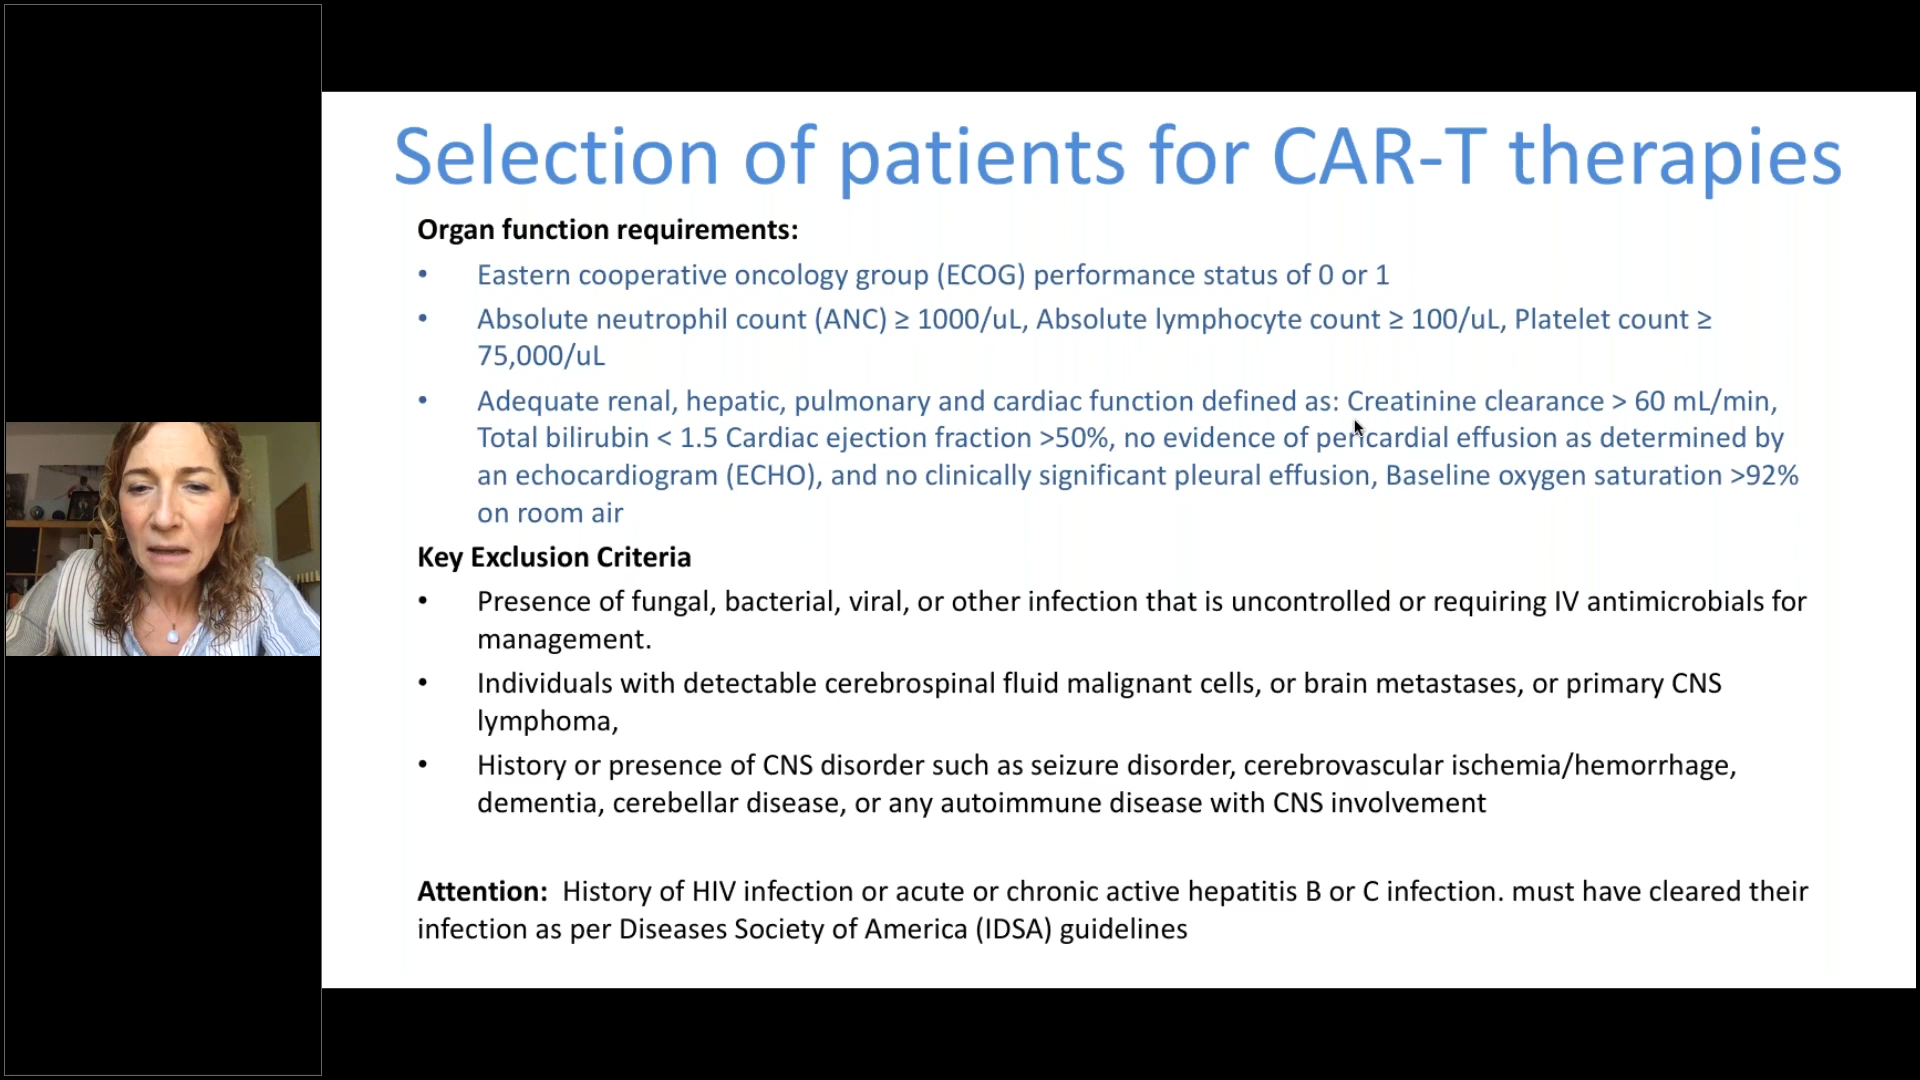 Selection of patients for CAR-T therapies
Organ function requirements:
• Eastern cooperative oncology group (ECOG) performance status of 0 or 1
• Absolute neutrophil count (ANC) ≥ 1000/uL, Absolute lymphocyte count ≥ 100/uL, Platelet count ≥
75,000/uL
• Adequate renal, hepatic, pulmonary and cardiac function defined as: Creatinine clearance > 60 mL/min,
Total bilirubin < 1.5 Cardiac ejection fraction >50%, no evidence of pericardial effusion as determined by
an echocardiogram (ECHO), and no clinically significant pleural effusion, Baseline oxygen saturation >92%
on room air
Key Exclusion Criteria
• Presence of fungal, bacterial, viral, or other infection that is uncontrolled or requiring IV antimicrobials for
management.
• Individuals with detectable cerebrospinal fluid malignant cells, or brain metastases, or primary CNS
lymphoma,
• History or presence of CNS disorder such as seizure disorder, cerebrovascular ischemia/hemorrhage,
dementia, cerebellar disease, or any autoimmune disease with CNS involvement
Attention: History of HIV infection or acute or chronic active hepatitis B or C infection. must have cleared their
infection as per Diseases Society of America (IDSA) guidelines